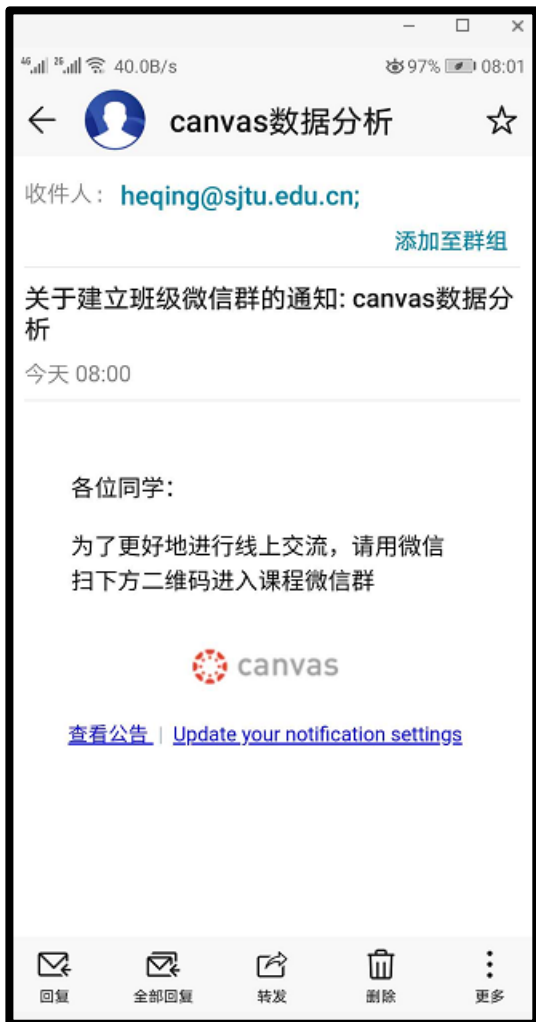 46 26 40.0B/s 97% 08:01
canvas数据分析
收件人: heqing@sjtu.edu.cn;
添加至群组
关于建立班级微信群的通知: canvas数据分
析
今天 08:00
各位同学：
为了更好地进行线上交流，请用微信
扫下方二维码进入课程微信群
canvas
查看公告 | Update your notification settings
回复 全部回复 转发 删除 更多